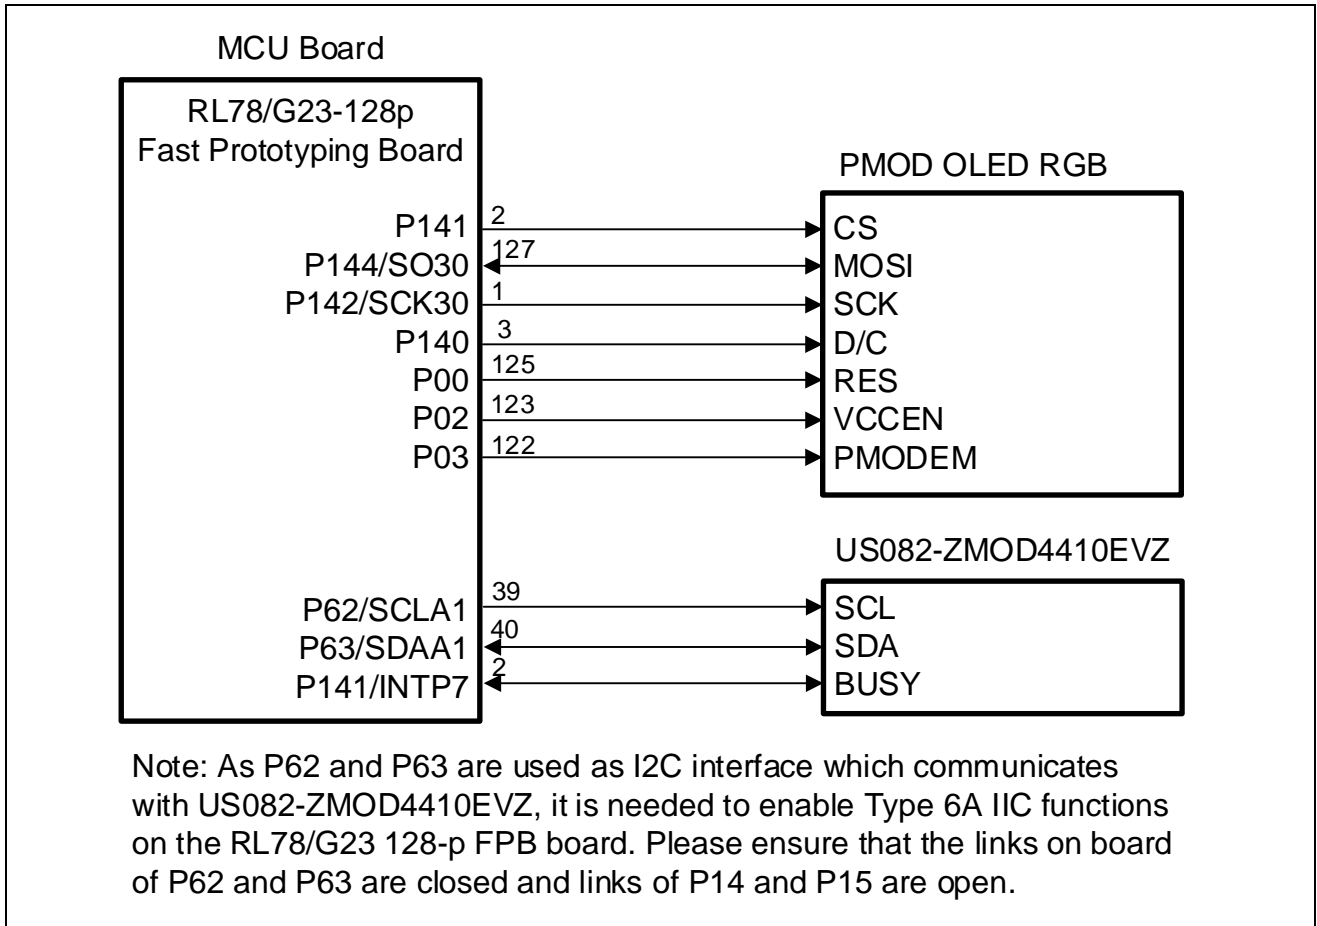 MCU Board
RL78/G23-128p
Fast Prototyping Board
PMOD OLED RGB
P141 2 CS
P144/SO30 127 MOSI
P142/SCK30 1 SCK
P140 3 D/C
P00 125 RES
P02 123 VCCEN
P03 122 PMODEM
US082-ZMOD4410EVZ
P62/SCLA1 39 SCL
P63/SDAA1 40 SDA
P141/INTP7 2 BUSY
Note: As P62 and P63 are used as I2C interface which communicates
with US082-ZMOD4410EVZ, it is needed to enable Type 6A IIC functions
on the RL78/G23 128-p FPB board. Please ensure that the links on board
of P62 and P63 are closed and links of P14 and P15 are open.